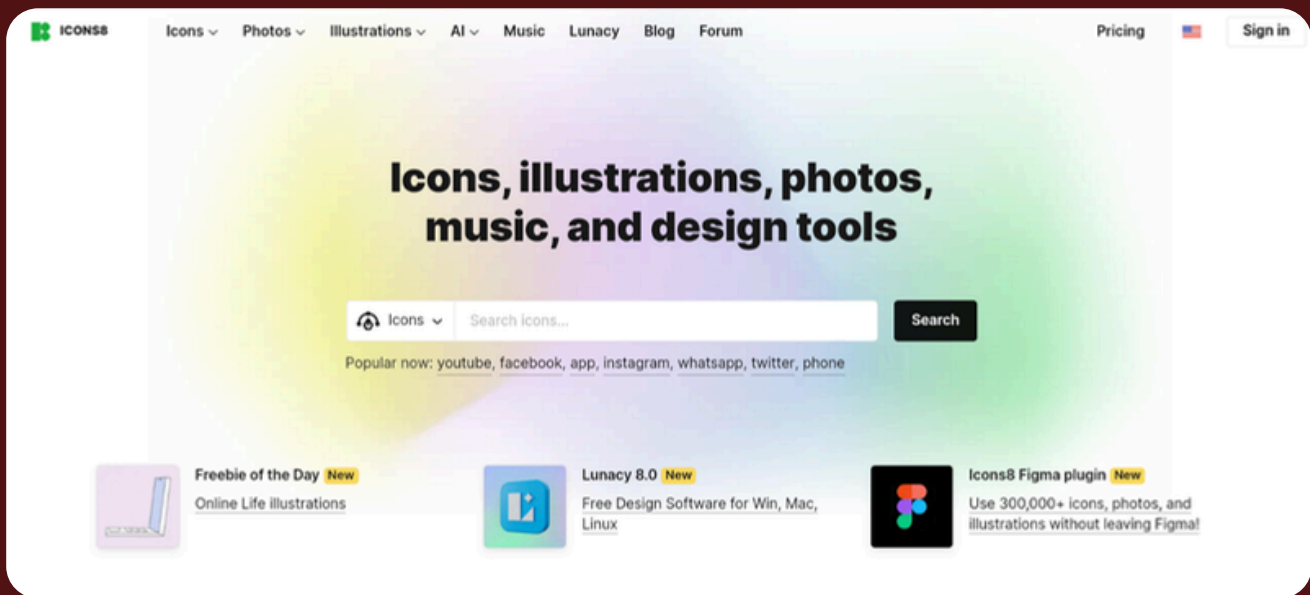 ICONS8 Icons Photos Illustrations AI Music Lunacy Blog Forum Pricing Sign in
Icons, illustrations, photos,
music, and design tools
Icons Search icons... Search
Popular now: youtube, facebook, app, instagram, whatsapp, twitter, phone
Freebie of the Day New
Online Life illustrations
Lunacy 8.0 New
Free Design Software for Win, Mac,
Linux
Icons8 Figma plugin New
Use 300,000+ icons, photos, and
illustrations without leaving Figma!